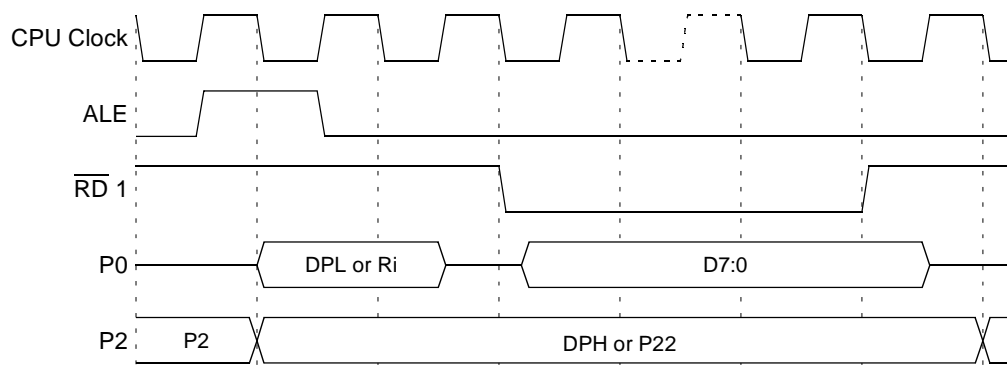 CPU Clock
ALE
RD 1
P0 DPL or Ri D7:0
P2 P2 DPH or P22